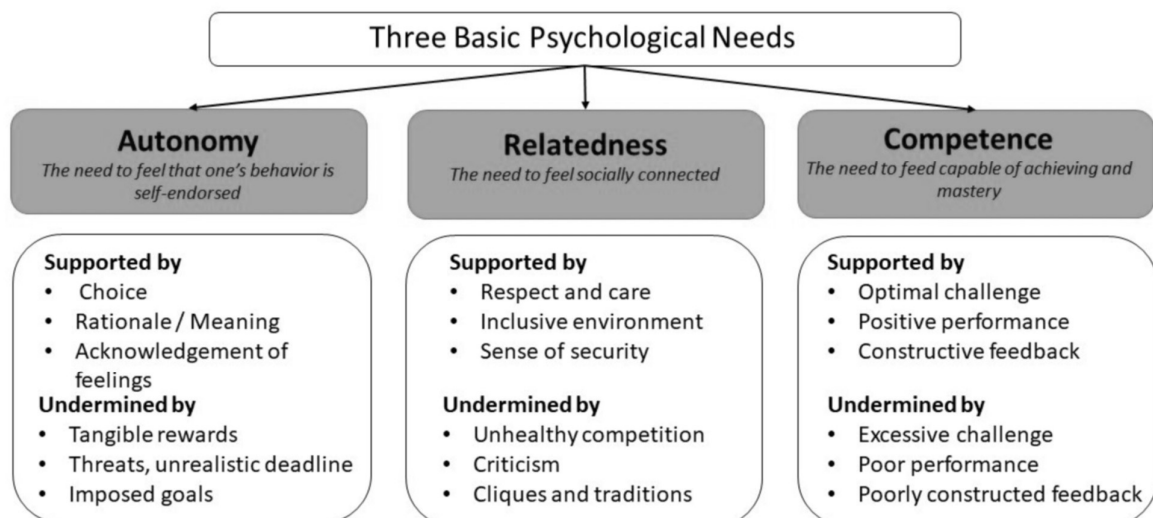 Three Basic Psychological Needs
Autonomy
The need to feel that one's behavior is
self-endorsed
Supported by
• Choice
• Rationale / Meaning
• Acknowledgement of
feelings
Undermined by
• Tangible rewards
• Threats, unrealistic deadline
• Imposed goals
Relatedness
The need to feel socially connected
Supported by
• Respect and care
• Inclusive environment
• Sense of security
Undermined by
• Unhealthy competition
• Criticism
• Cliques and traditions
Competence
The need to feed capable of achieving and
mastery
Supported by
• Optimal challenge
• Positive performance
• Constructive feedback
Undermined by
• Excessive challenge
• Poor performance
• Poorly constructed feedback